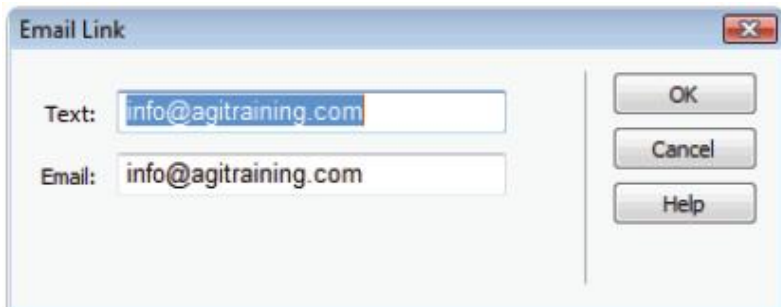 Email Link
Text: info@agitraining.com
Email: info@agitraining.com
OK
Cancel
Help